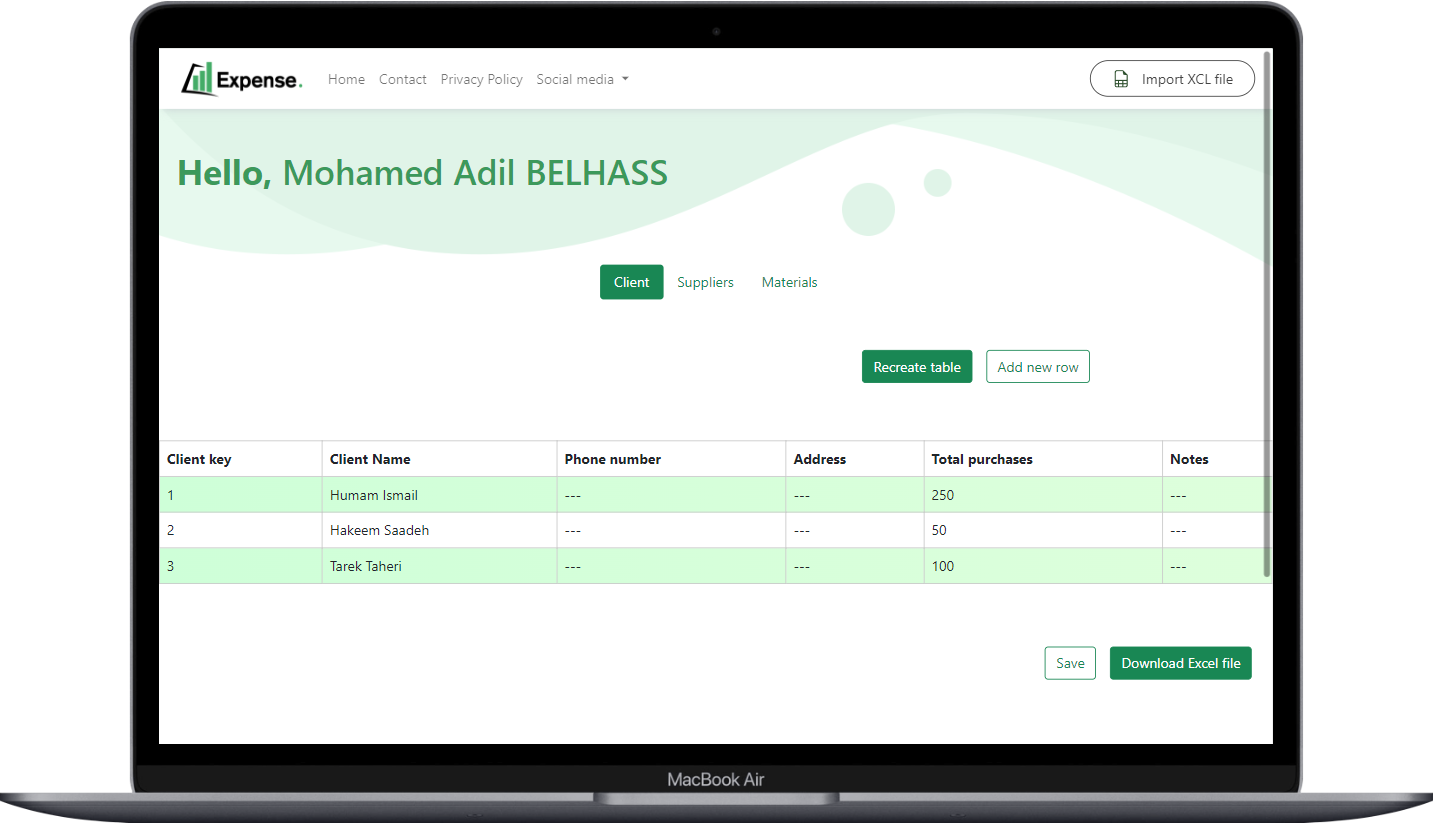 Expense. Home Contact Privacy Policy Social media Import XCL file
Hello, Mohamed Adil BELHASS
Client Suppliers Materials
Recreate table Add new row
Client key Client Name Phone number Address Total purchases Notes
1 Humam Ismail --- --- 250 ---
2 Hakeem Saadeh --- --- 50 ---
3 Tarek Taheri --- --- 100 ---
Save Download Excel file
MacBook Air